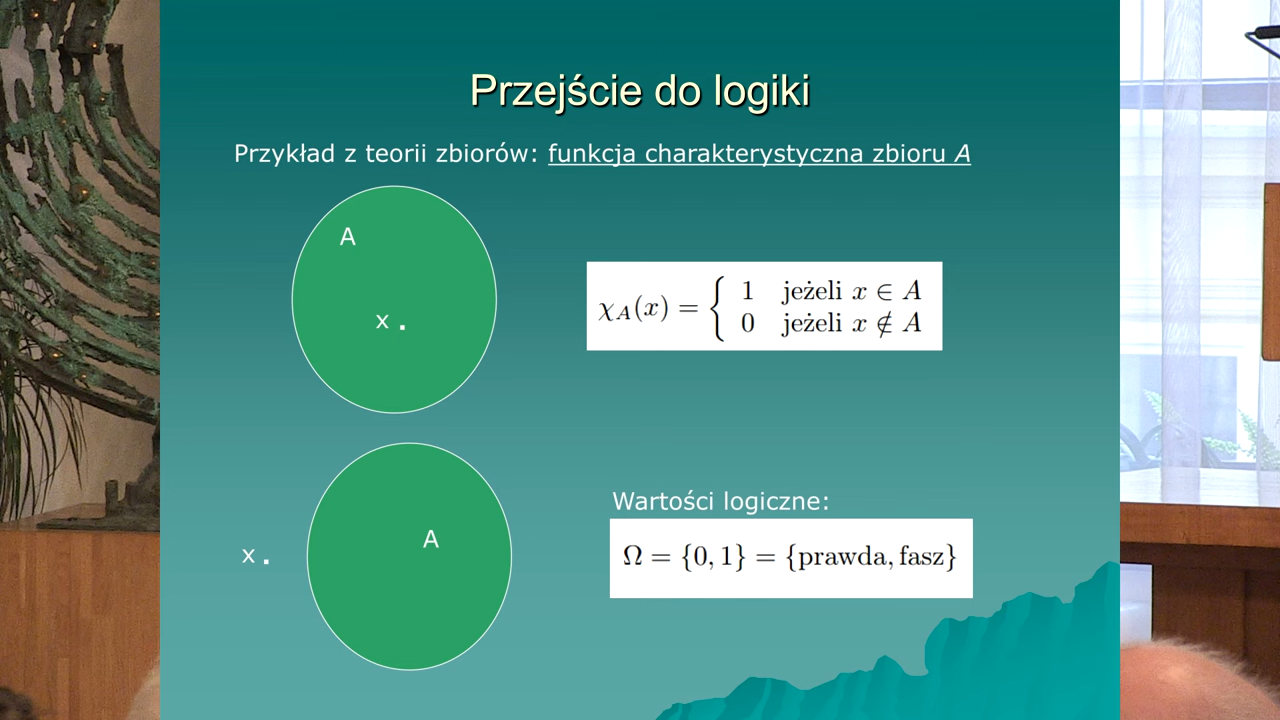 Przejście do logiki
Przykład z teorii zbiorów: funkcja charakterystyczna zbioru A
A
x .
χ_A(x) = { 1 jeżeli x ∈ A
0 jeżeli x ∉ A
Wartości logiczne:
A
x .
Ω = {0, 1} = {prawda, fasz}